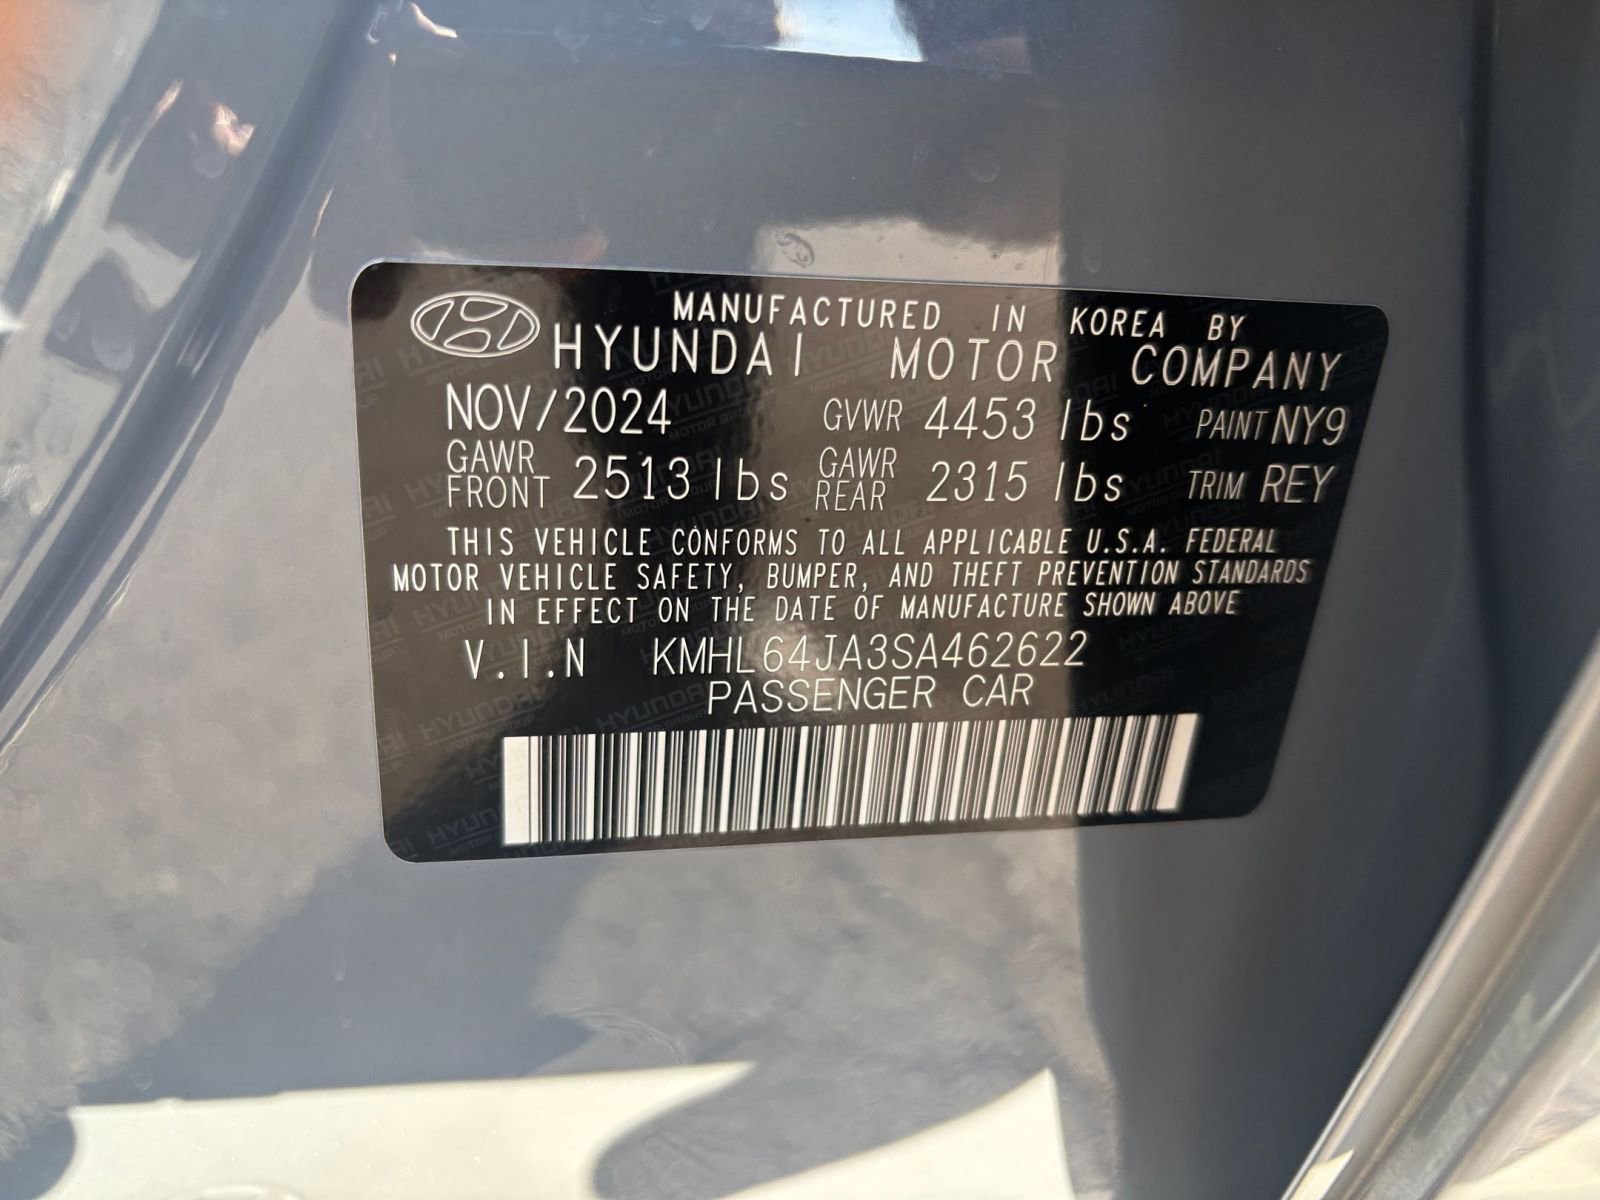 MANUFACTURED IN KOREA BY
HYUNDAI MOTOR COMPANY
NOV/2024 GVWR 4453 lbs PAINT NY9
GAWR FRONT 2513 lbs GAWR REAR 2315 lbs TRIM REY
THIS VEHICLE CONFORMS TO ALL APPLICABLE U.S.A. FEDERAL
MOTOR VEHICLE SAFETY, BUMPER, AND THEFT PREVENTION STANDARDS
IN EFFECT ON THE DATE OF MANUFACTURE SHOWN ABOVE
V.I.N KMHL64JA3SA462622
PASSENGER CAR